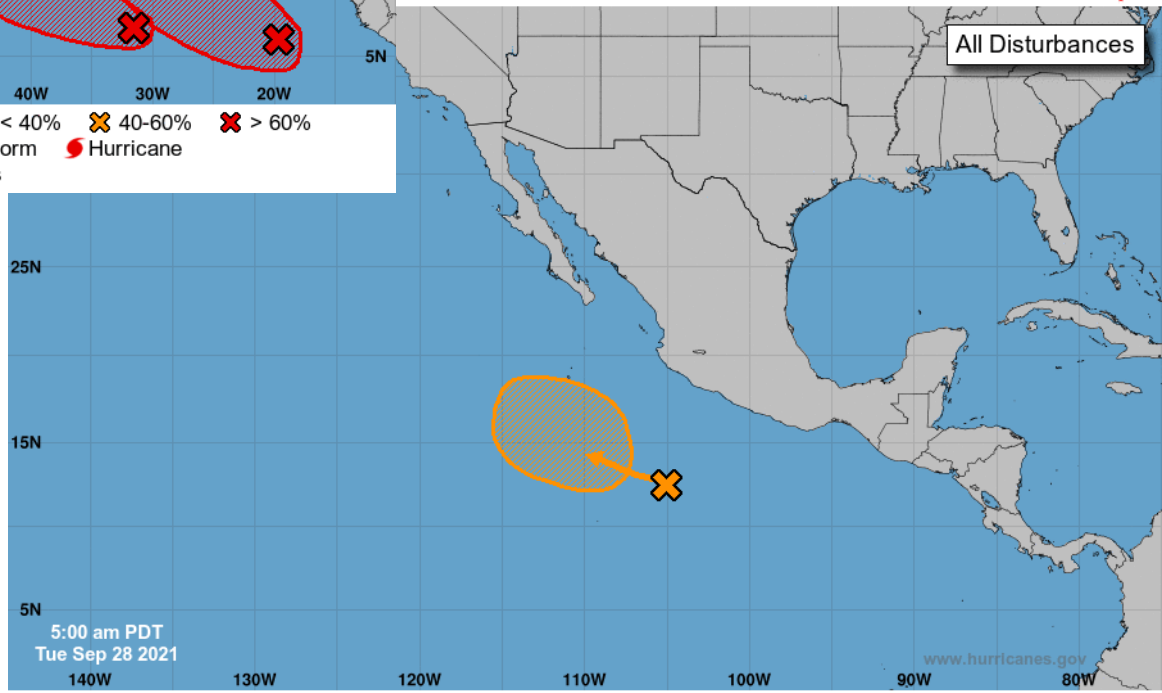 All Disturbances
5N
40W 30W 20W
< 40% 40-60% > 60%
orm Hurricane
s
25N
15N
5N
5:00 am PDT
Tue Sep 28 2021
www.hurricanes.gov
140W 130W 120W 110W 100W 90W 80W